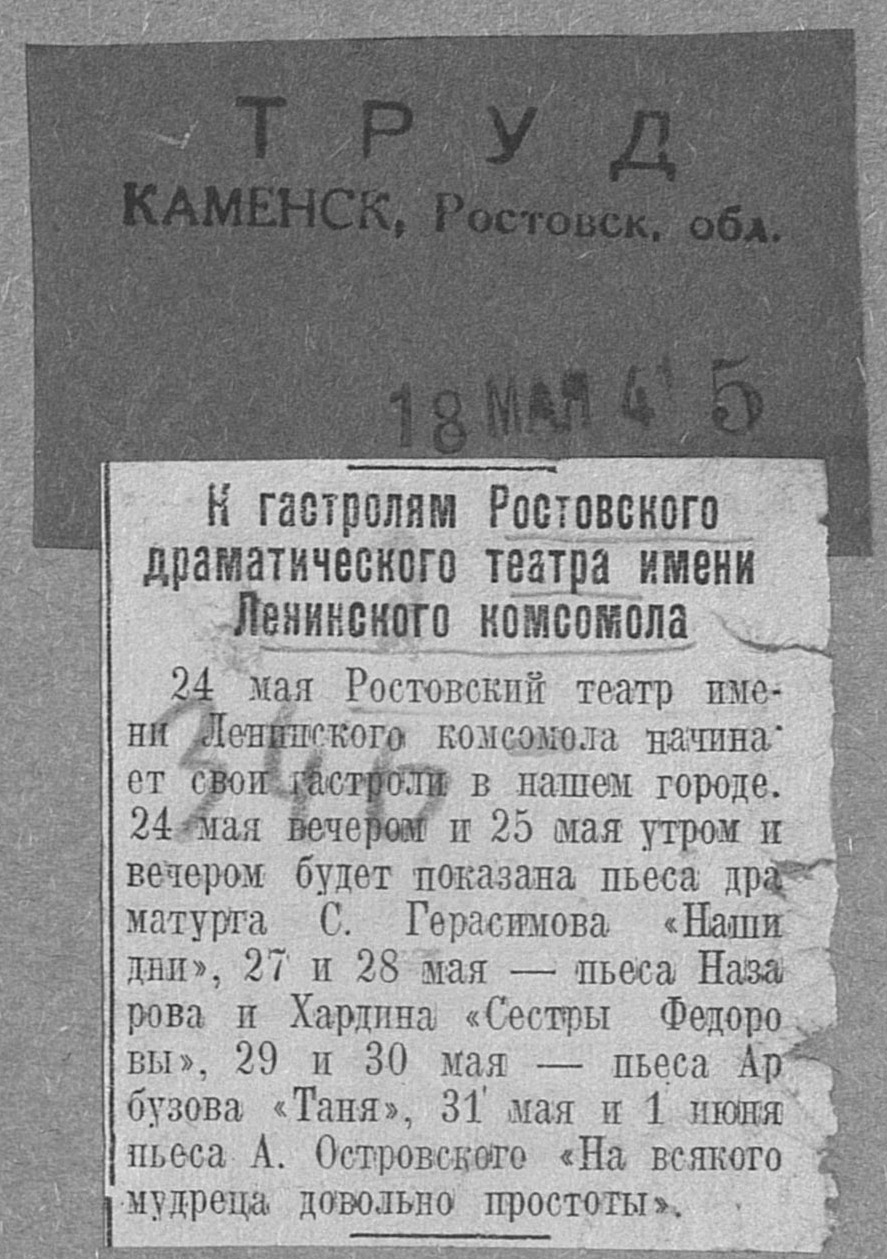 ТРУД
КАМЕНСК, Ростовск. обл.
18 МАЯ 41 5
К гастролям Ростовского
драматического театра имени
Ленинского комсомола
24 мая Ростовский театр име-
ни Ленинского комсомола начина-
ет свои гастроли в нашем городе.
24 мая вечером и 25 мая утром и
вечером будет показана пьеса дра
матурга С. Герасимова «Наши
дни», 27 и 28 мая — пьеса Наза
рова и Хардина «Сестры Федоро
вы», 29 и 30 мая — пьеса Ар
бузова «Таня», 31 мая и 1 июня
пьеса А. Островского «На всякого
мудреца довольно простоты».